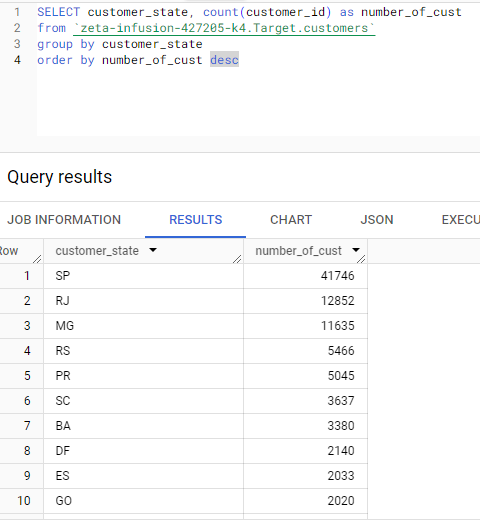 1 SELECT customer_state, count(customer_id) as number_of_cust
2 from `zeta-infusion-427205-k4.Target.customers`
3 group by customer_state
4 order by number_of_cust desc
Query results
JOB INFORMATION RESULTS CHART JSON EXECU
Row customer_state number_of_cust
1 SP 41746
2 RJ 12852
3 MG 11635
4 RS 5466
5 PR 5045
6 SC 3637
7 BA 3380
8 DF 2140
9 ES 2033
10 GO 2020